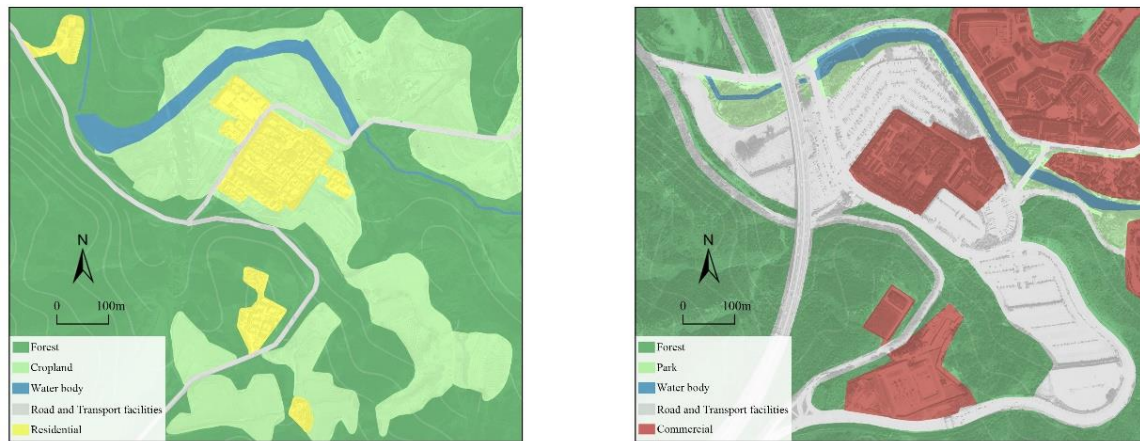 N
0 100m
Forest
Cropland
Water body
Road and Transport facilities
Residential
N
0 100m
Forest
Park
Water body
Road and Transport facilities
Commercial